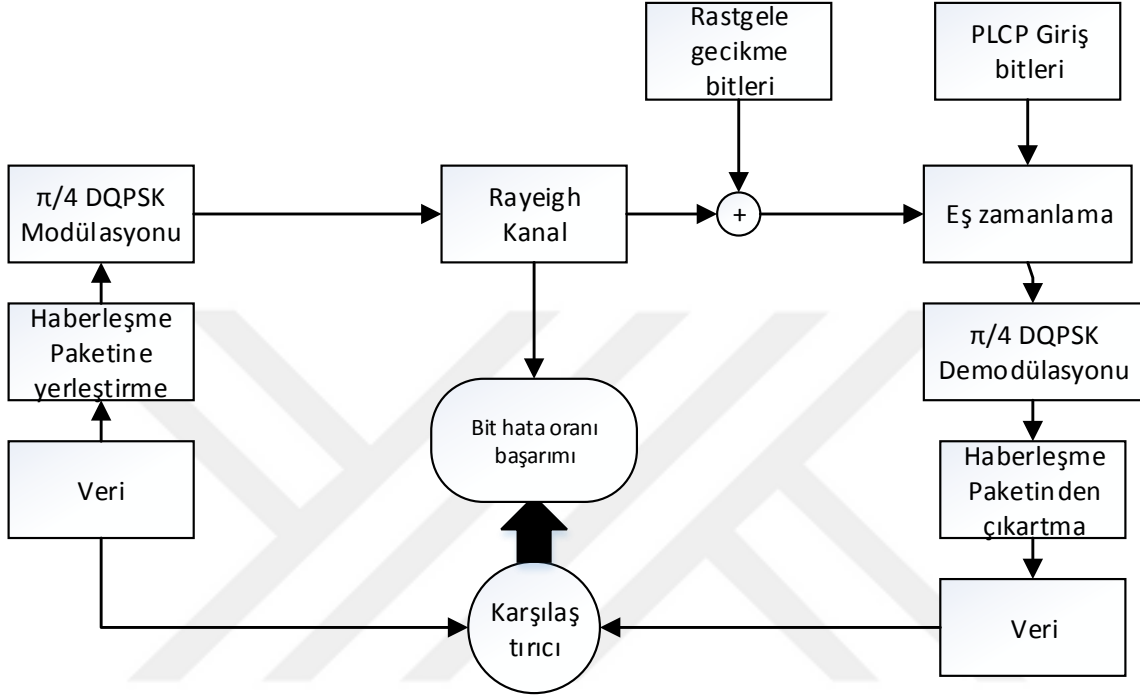 Rastgele
gecikme
bitleri
PLCP Giriş
bitleri
π/4 DQPSK
Modülasyonu
Rayeigh
Kanal
+
Eş zamanlama
Haberleşme
Paketine
yerleştirme
π/4 DQPSK
Demodülasyonu
Bit hata oranı
başarımı
Veri
Haberleşme
Paketinden
çıkartma
Karşılaş
tırıcı
Veri